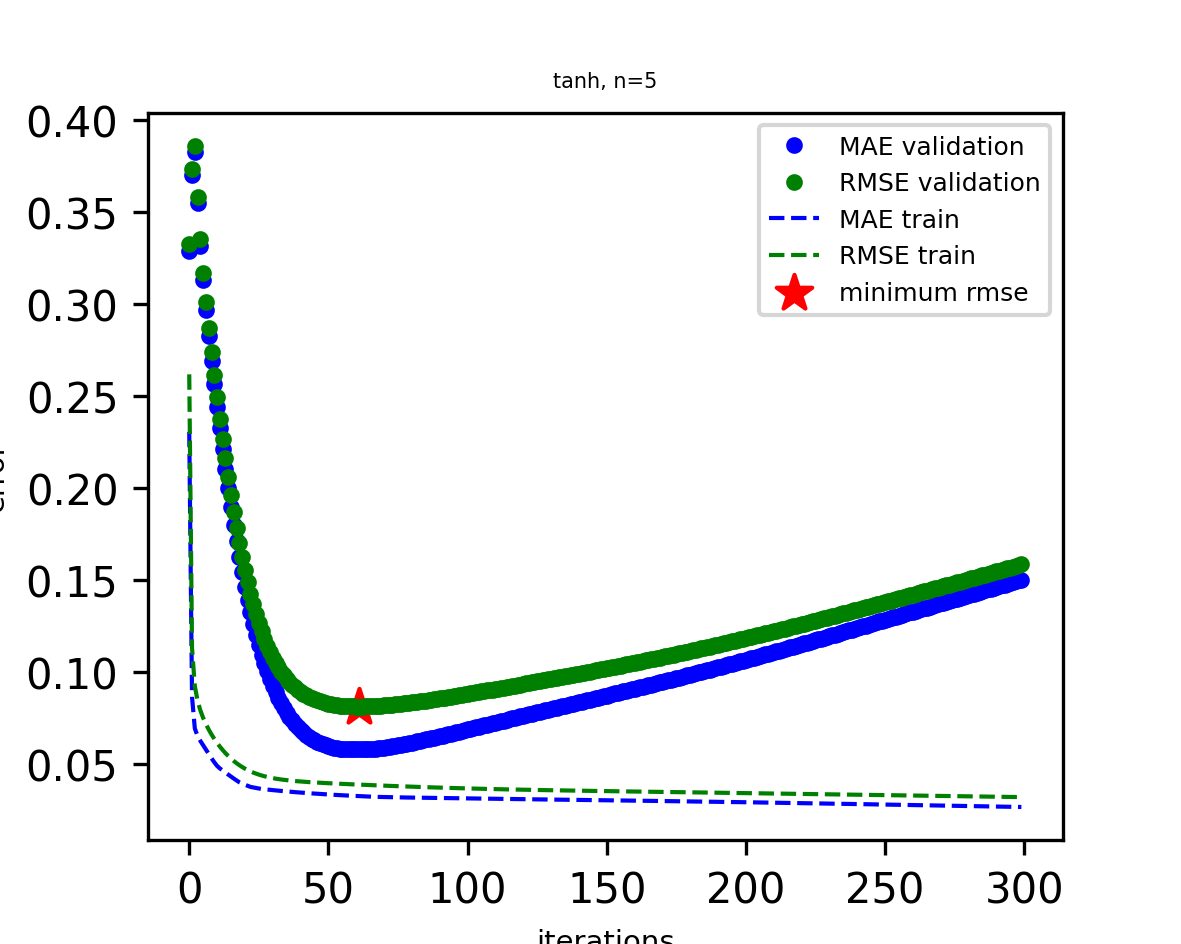 tanh, n=5
0.40
0.35
0.30
0.25
0.20
0.15
0.10
0.05
MAE validation
RMSE validation
MAE train
RMSE train
minimum rmse
0 50 100 150 200 250 300
iterations